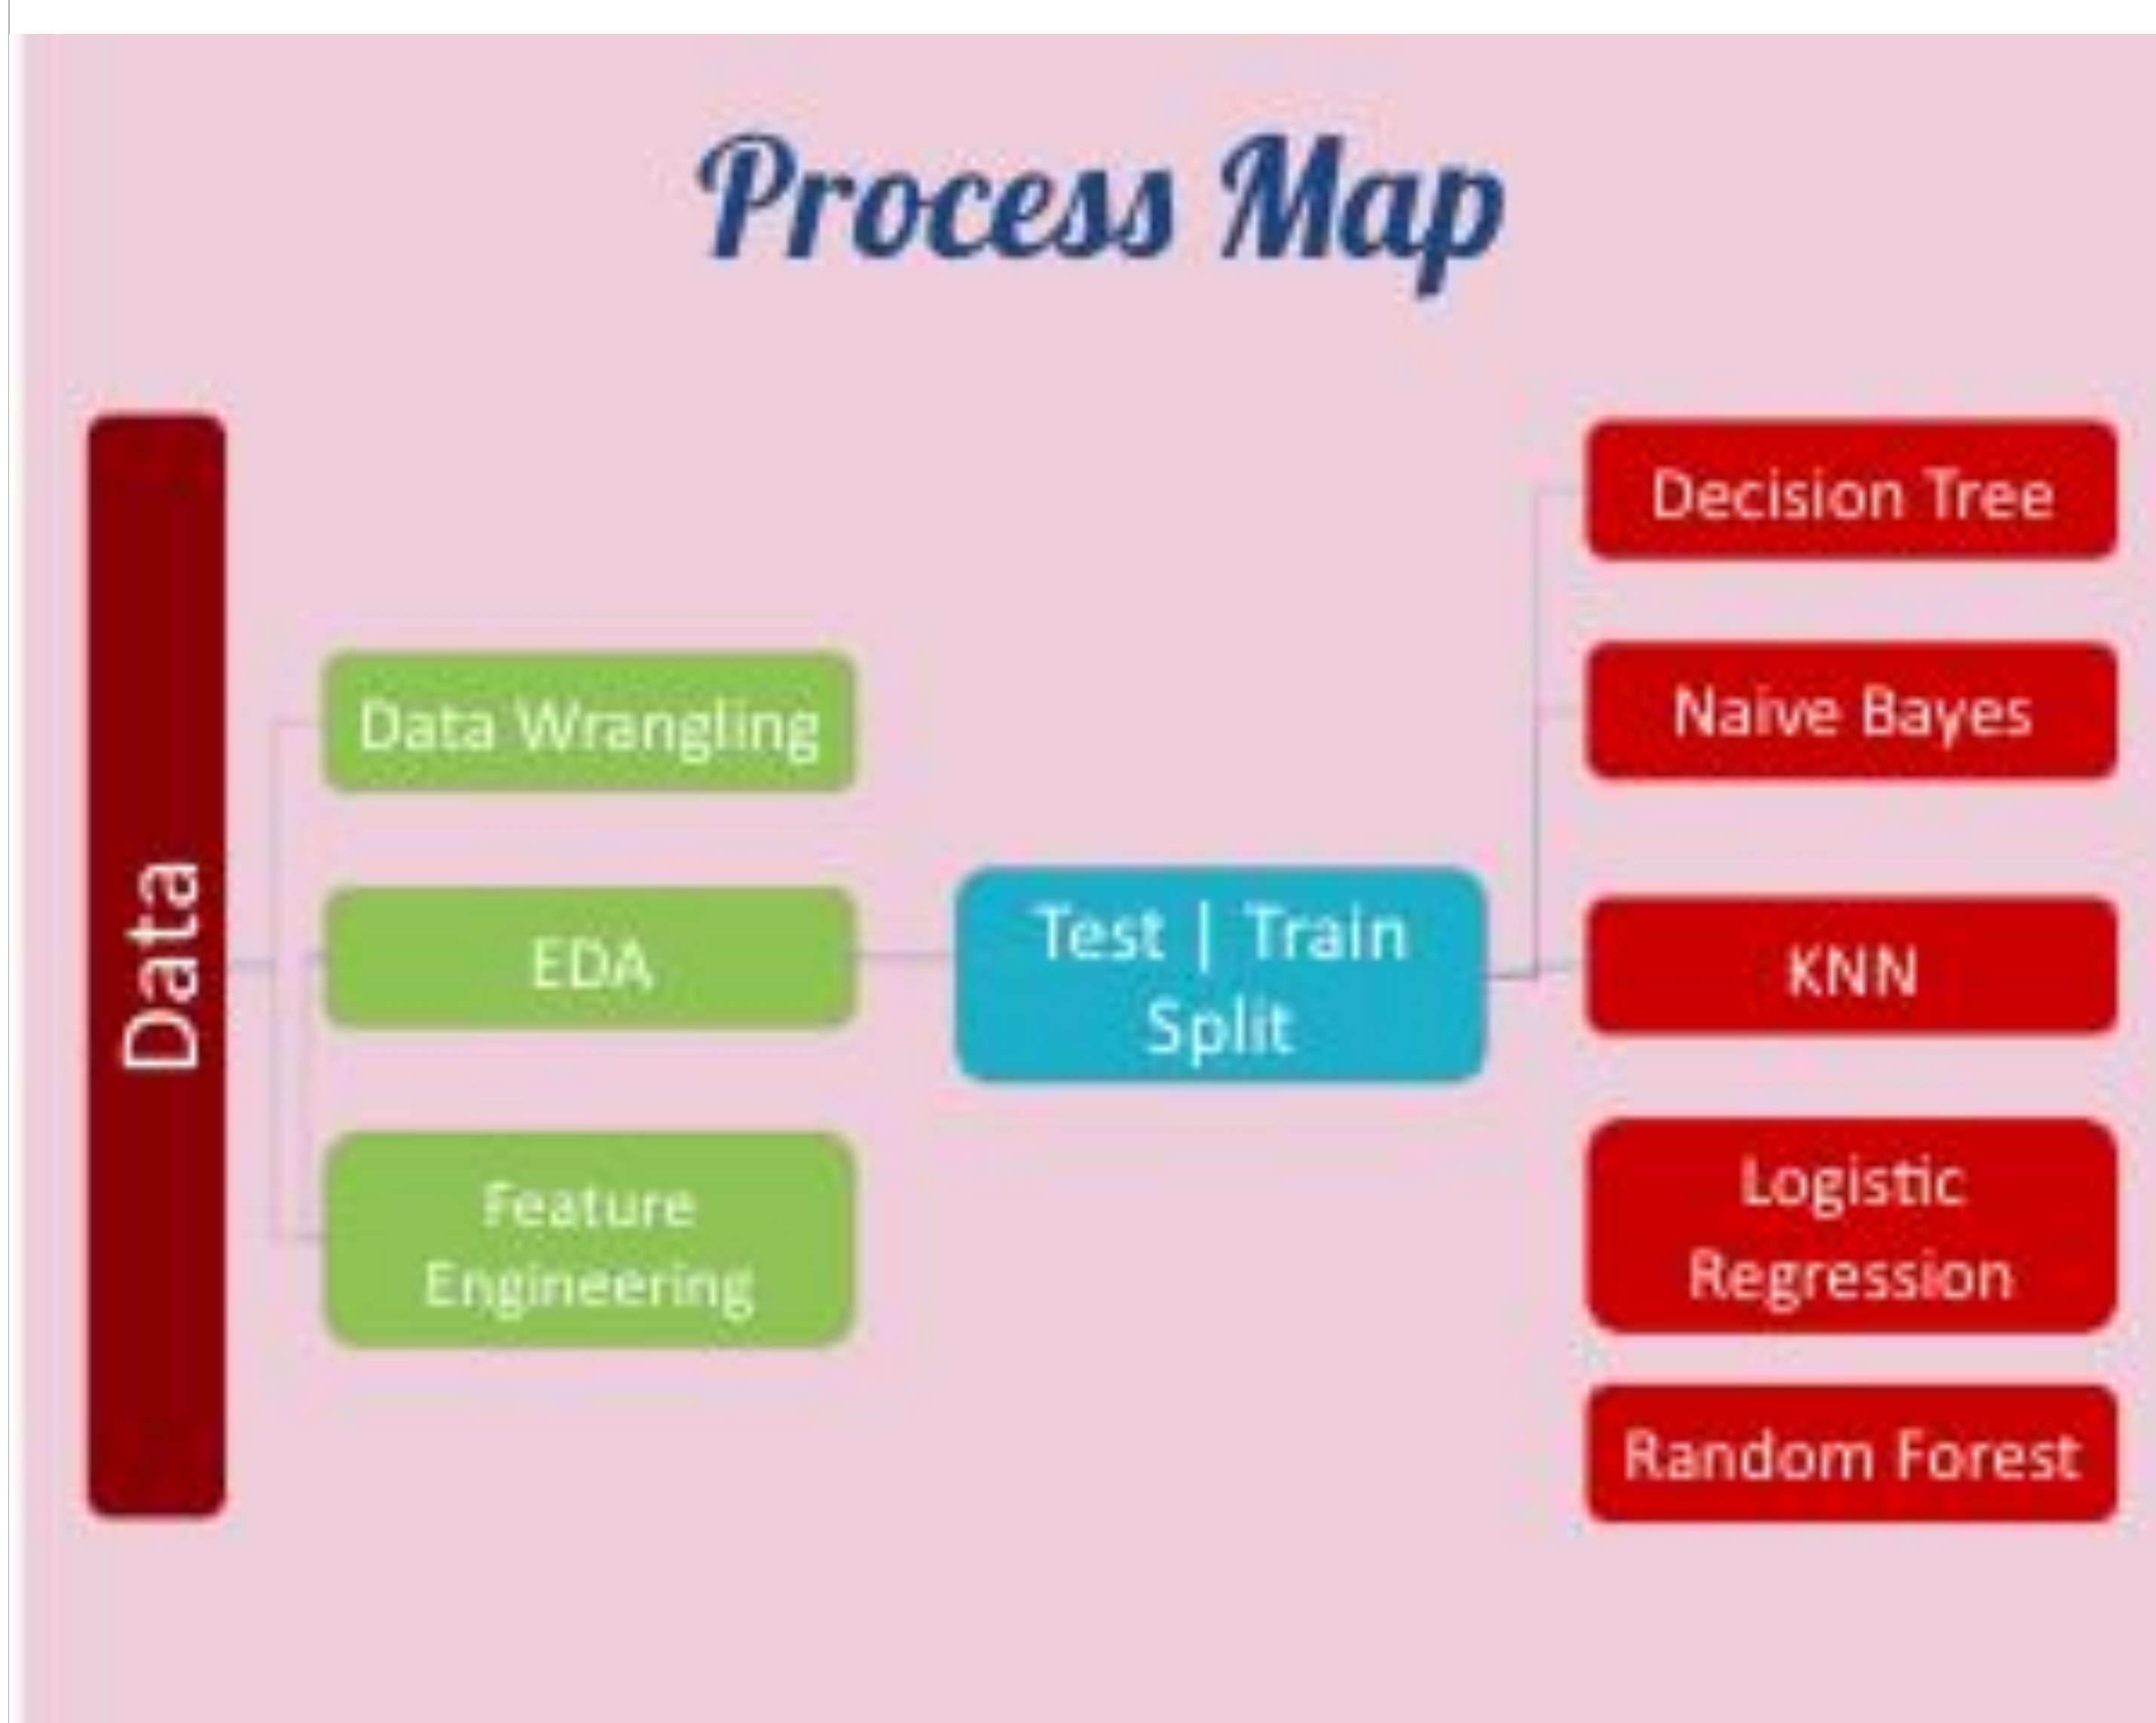 Process Map
Data
Data Wrangling
EDA
Feature
Engineering
Test | Train
Split
Decision Tree
Naive Bayes
KNN
Logistic
Regression
Random Forest